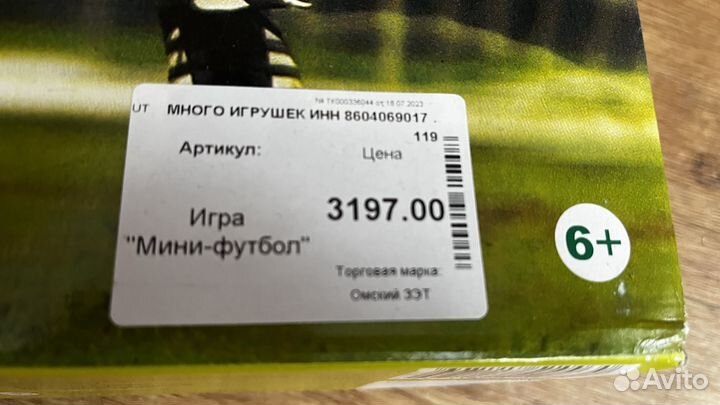 № ТК000336044 от 18.07.2023
UT МНОГО ИГРУШЕК ИНН 8604069017 .
119
Артикул: Цена
3197.00
Игра
"Мини-футбол"
Торговая марка:
Омский ЗЭТ
6+
Avito